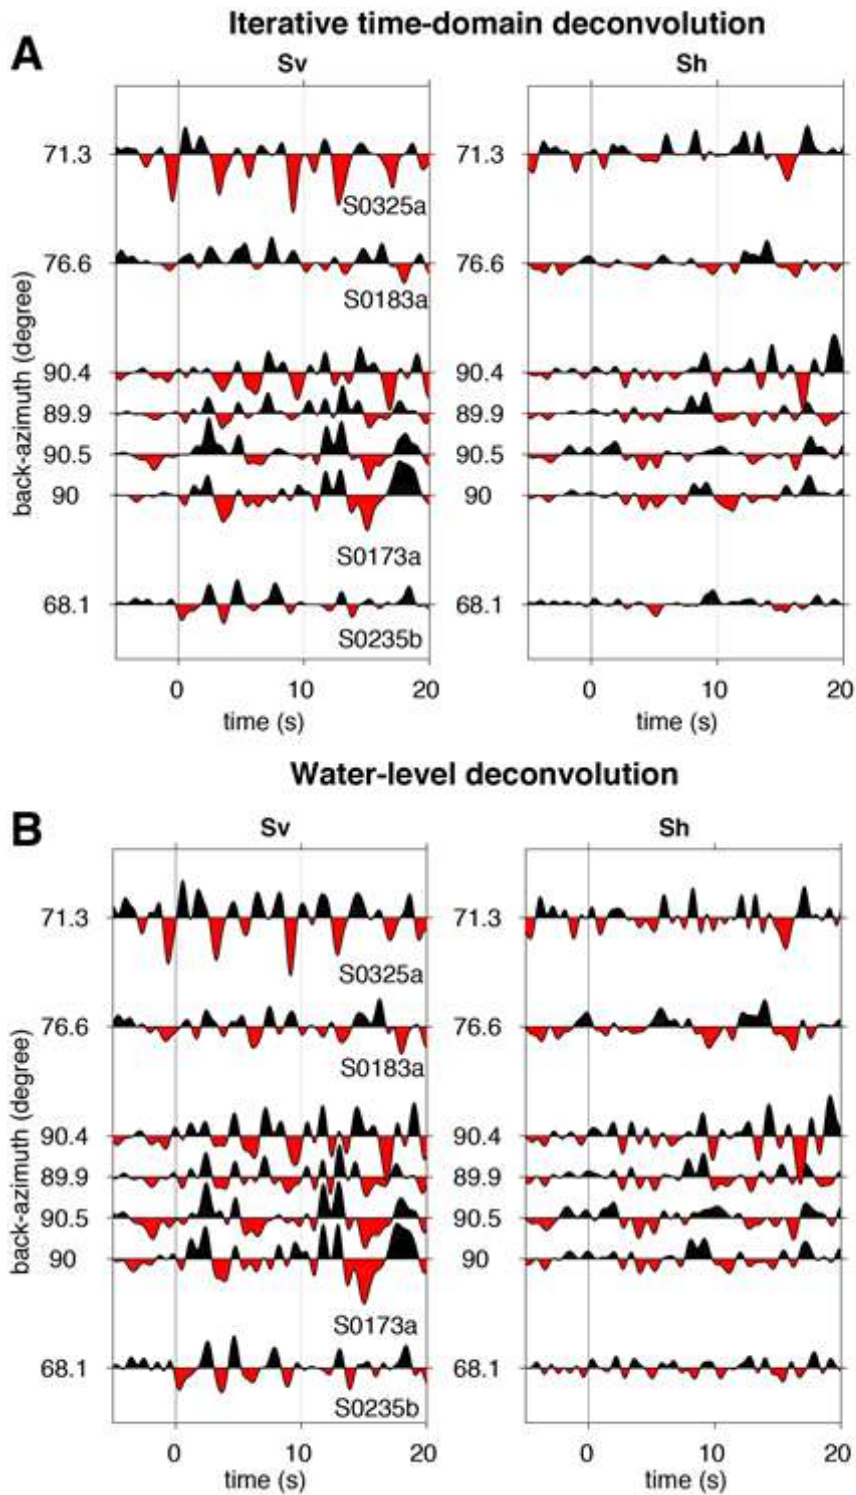 Iterative time-domain deconvolution
A
Sv
Sh
back-azimuth (degree)
71.3
S0325a
71.3
76.6
S0183a
76.6
90.4
90.4
89.9
89.9
90.5
90.5
90
90
S0173a
68.1
S0235b
68.1
0
10
20
0
10
20
time (s)
time (s)
Water-level deconvolution
B
Sv
Sh
back-azimuth (degree)
71.3
S0325a
71.3
76.6
S0183a
76.6
90.4
90.4
89.9
89.9
90.5
90.5
90
90
S0173a
68.1
S0235b
68.1
0
10
20
0
10
20
time (s)
time (s)